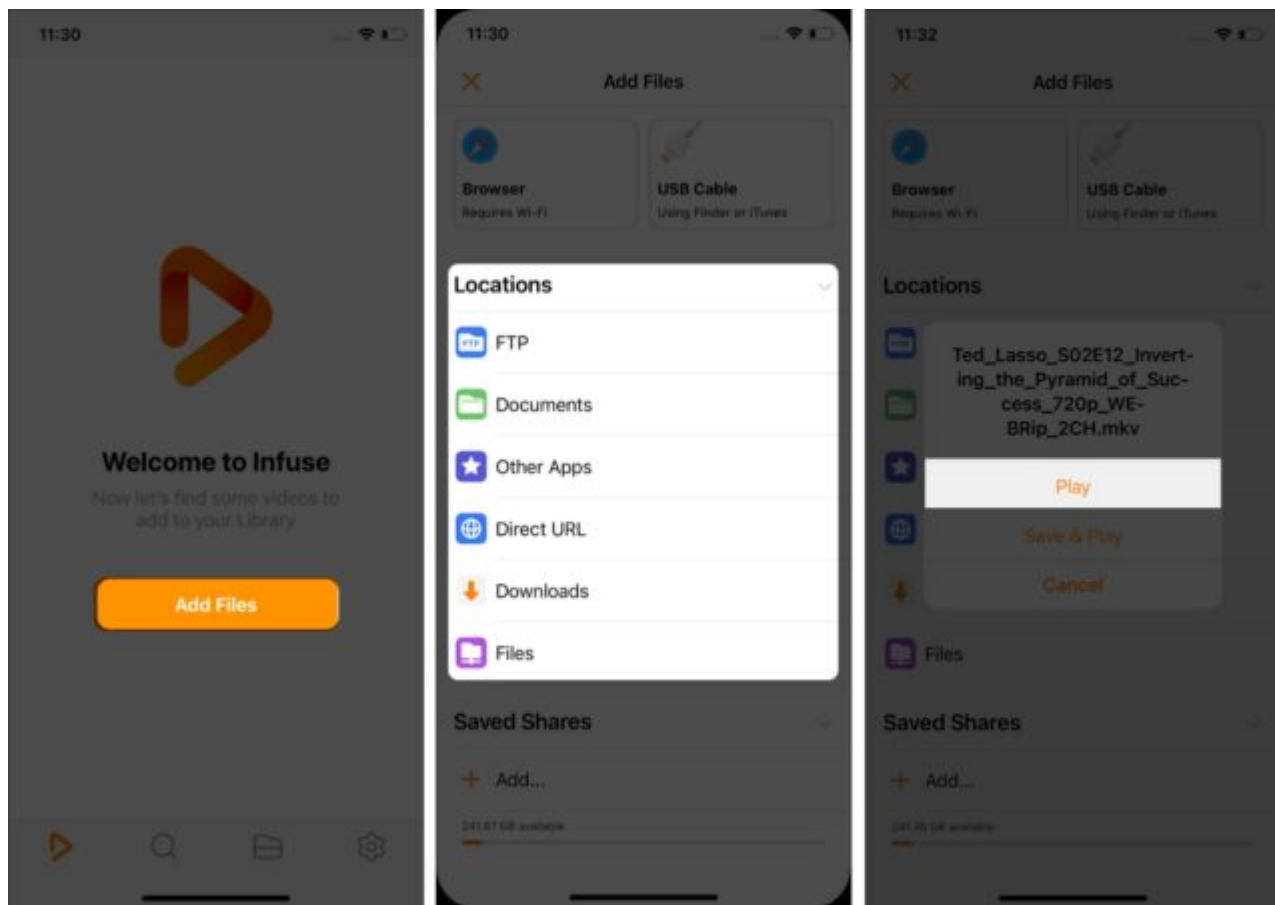 11:30
Welcome to Infuse
Now let's find some videos to
add to your Library
Add Files
11:30
Add Files
Browser
Requires Wi-Fi
USB Cable
Using Finder or iTunes
Locations
FTP
FTP
Documents
Other Apps
Direct URL
Downloads
Files
Saved Shares
+ Add...
241.87 GB available
11:32
Add Files
Browser
Requires Wi-Fi
USB Cable
Using Finder or iTunes
Locations
Ted_Lasso_S02E12_Invert-
ing_the_Pyramid_of_Suc-
cess_720p_WE-
BRip_2CH.mkv
Play
Save & Play
Cancel
Files
Saved Shares
+ Add...
GB available